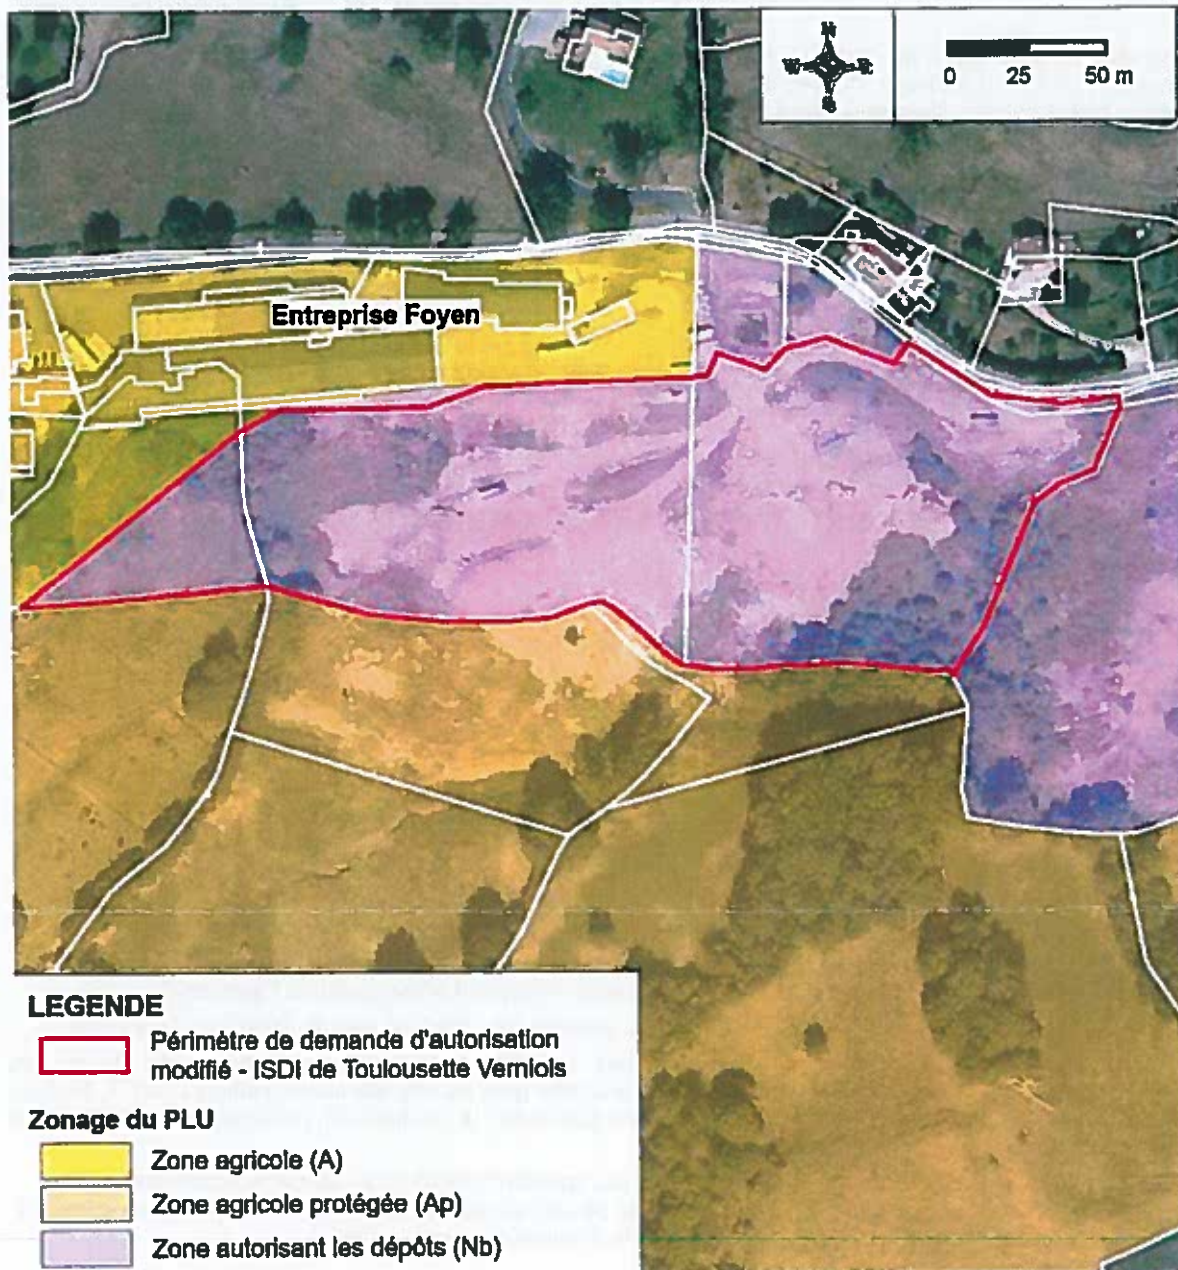 N
W E
S
0 25 50 m
Entreprise Foyen
LEGENDE
Périmètre de demande d'autorisation
modifié - ISDI de Toulousette Verniols
Zonage du PLU
Zone agricole (A)
Zone agricole protégée (Ap)
Zone autorisant les dépôts (Nb)